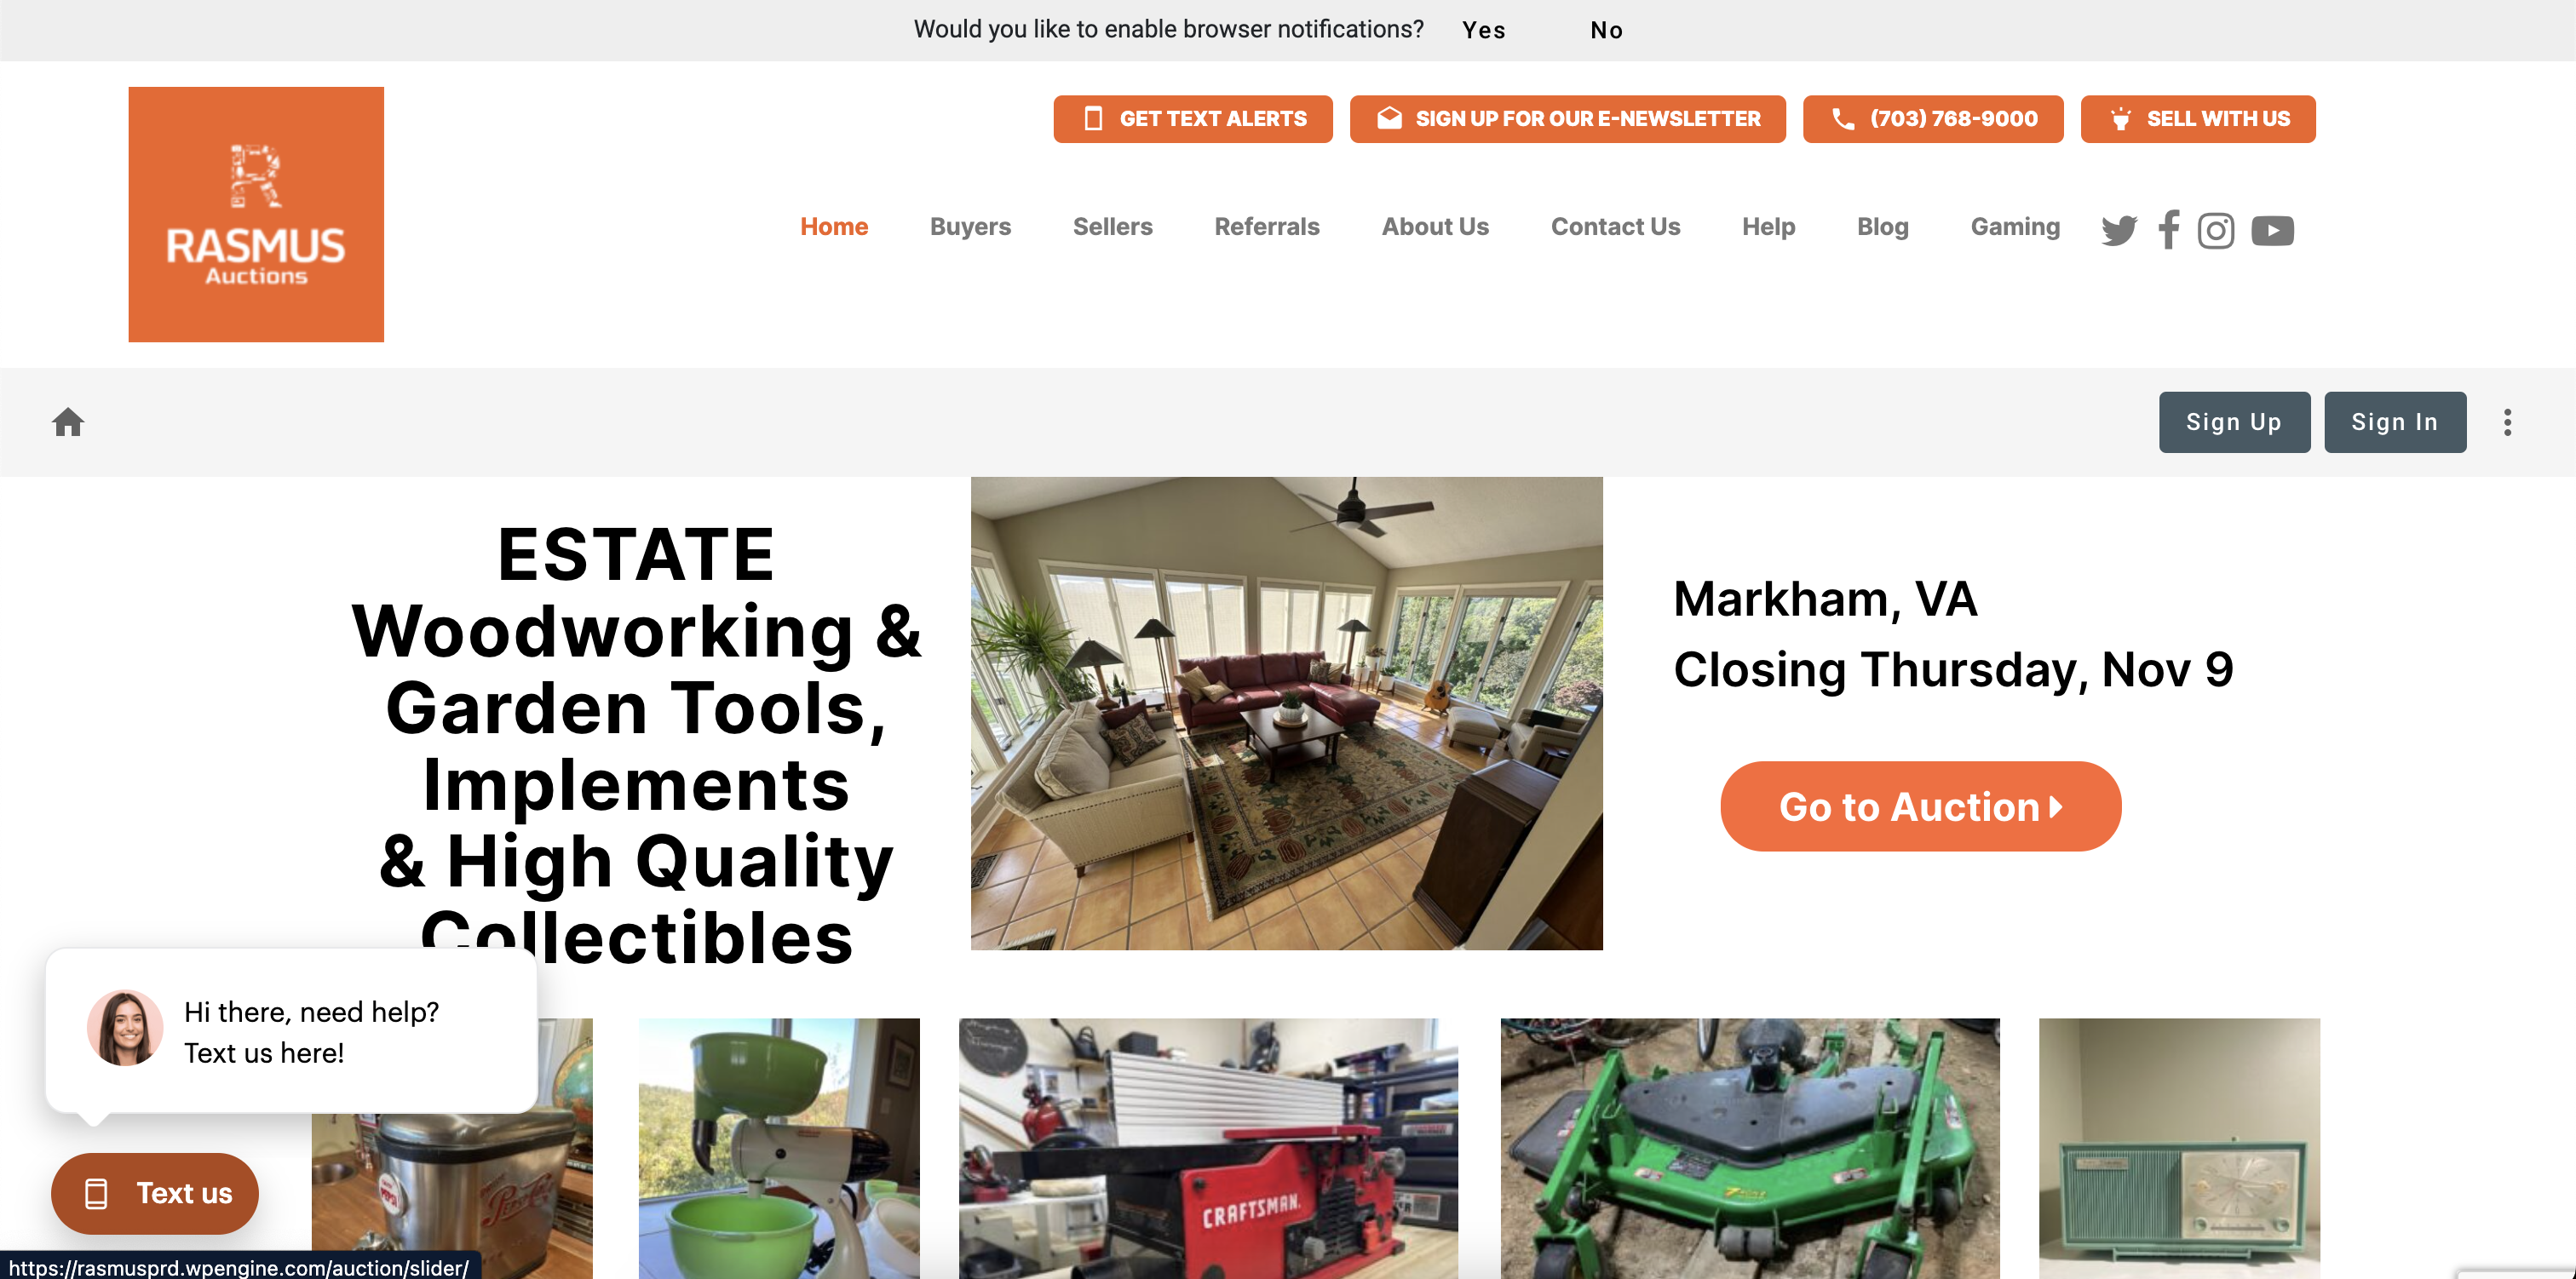 Would you like to enable browser notifications? Yes No
GET TEXT ALERTS SIGN UP FOR OUR E-NEWSLETTER (703) 768-9000 SELL WITH US
R
RASMUS
Auctions
Home Buyers Sellers Referrals About Us Contact Us Help Blog Gaming
Sign Up Sign In
ESTATE
Woodworking &
Garden Tools,
Implements
& High Quality
Collectibles
Markham, VA
Closing Thursday, Nov 9
Go to Auction
Hi there, need help?
Text us here!
PEPSI
Pepsi
CRAFTSMAN.
Text us
https://rasmusprd.wpengine.com/auction/slider/